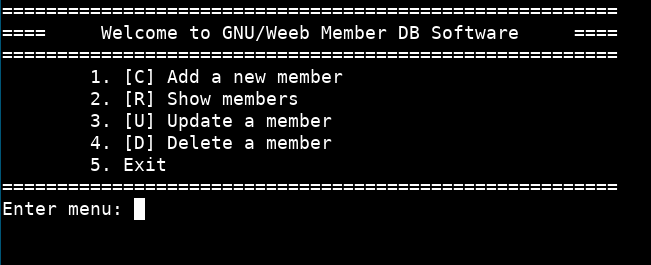 ========================================================
====     Welcome to GNU/Weeb Member DB Software     ====
========================================================
        1. [C] Add a new member
        2. [R] Show members
        3. [U] Update a member
        4. [D] Delete a member
        5. Exit
========================================================
Enter menu: